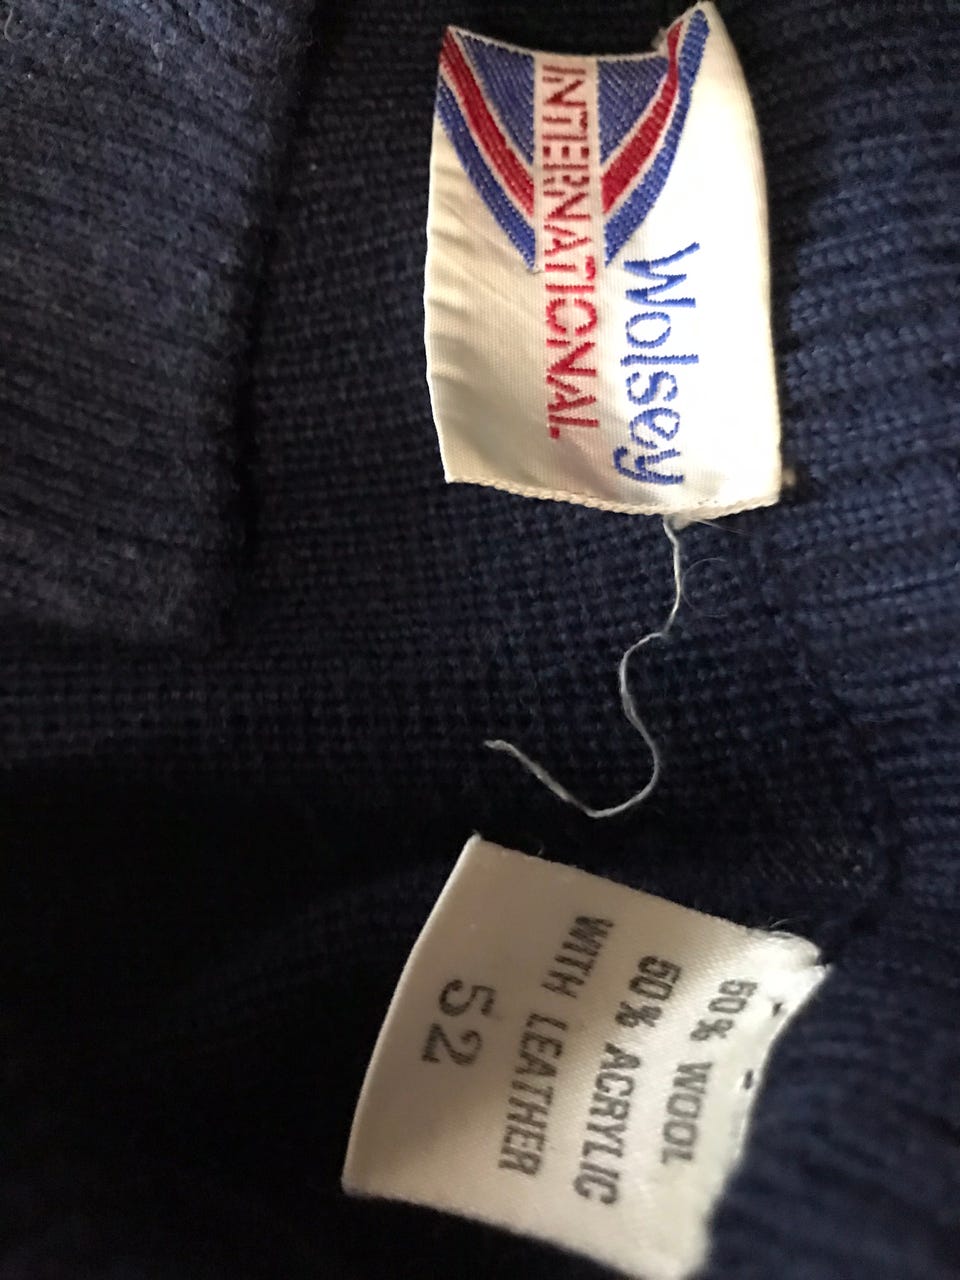 Wolsey
INTERNATIONAL
50% WOOL
50% ACRYLIC
WITH LEATHER
52